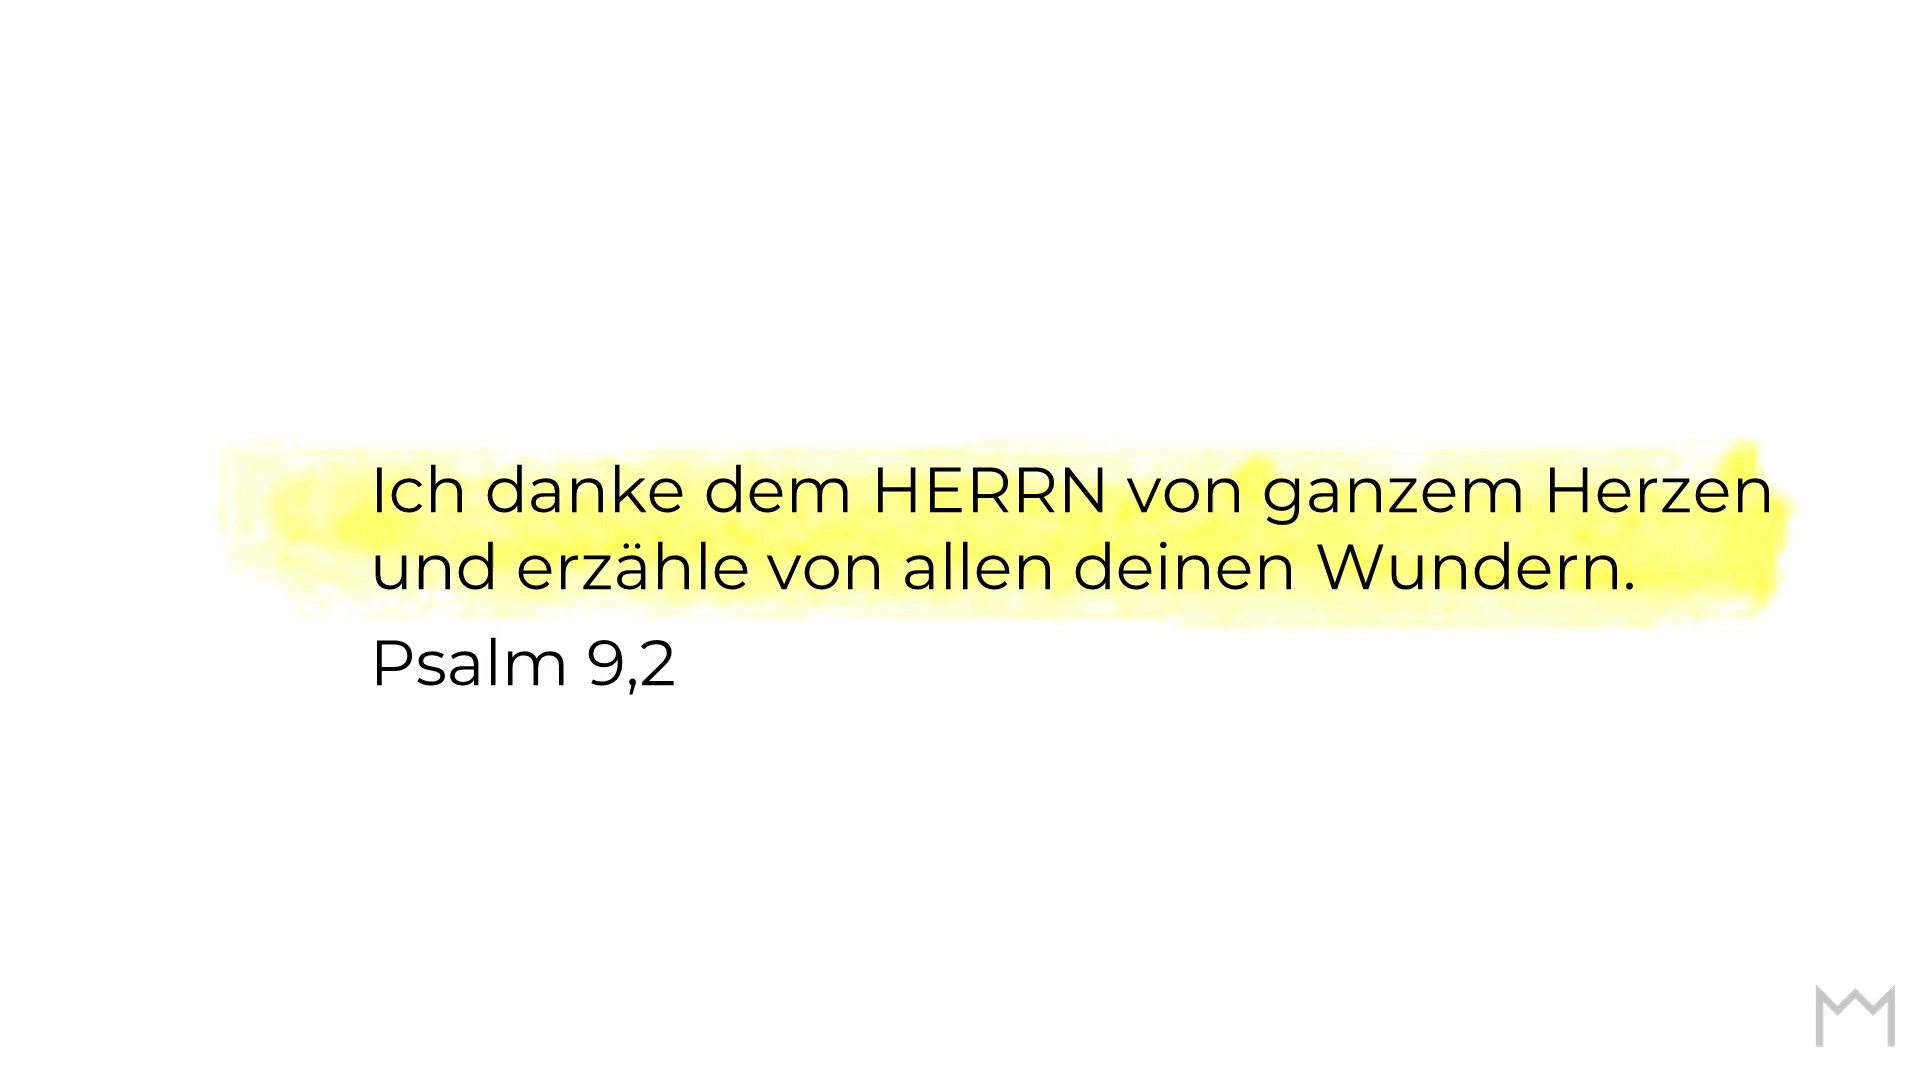 Ich danke dem HERRN von ganzem Herzen
und erzähle von allen deinen Wundern.
Psalm 9,2